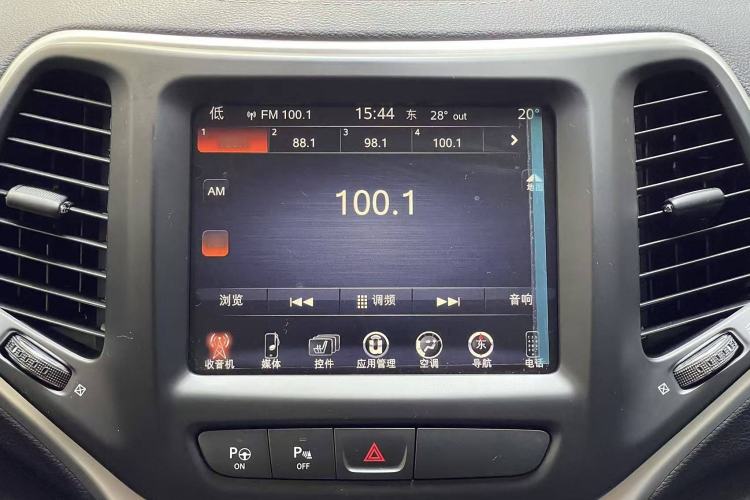 低 FM 100.1 15:44 东 28° out 20°
1 2 88.1 3 98.1 4 100.1
AM
100.1
地图
浏览 调频 音响
收音机 媒体 控件 应用管理 空调 东 导航 电话
P ON P OFF